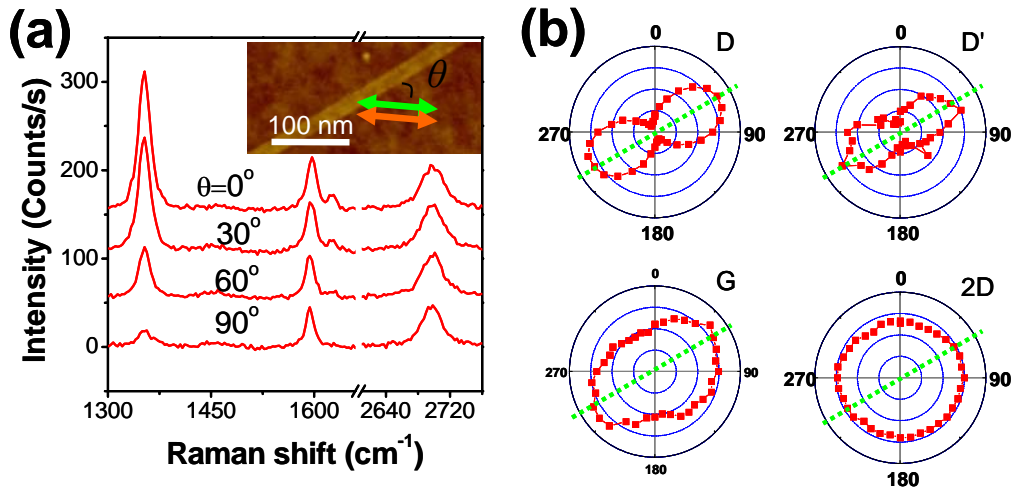 (a)
Intensity (Counts/s)
300
200
100
0
θ
100 nm
θ=0°
30°
60°
90°
1300
1450
1600
2640
2720
Raman shift (cm⁻¹)
(b)
D
0
90
180
270
D'
0
90
180
270
G
0
90
180
270
2D
0
90
180
270